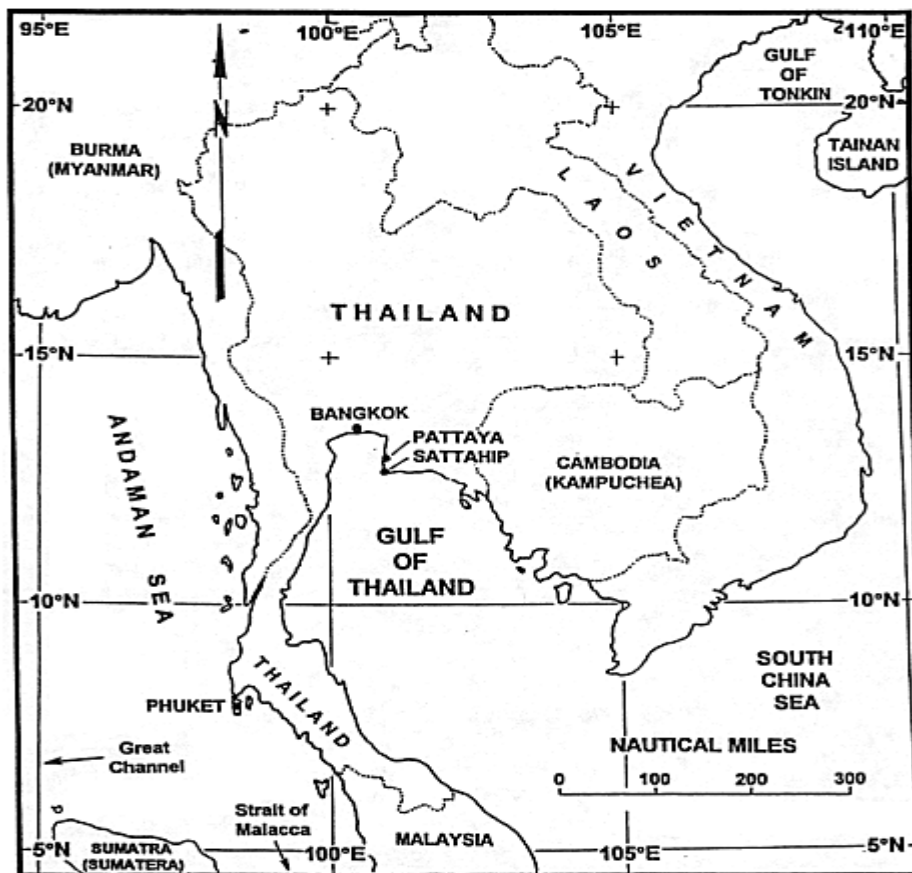 95°E
100°E
105°E
110°E
GULF
OF
TONKIN
20°N
N
20°N
BURMA
(MYANMAR)
TAINAN
ISLAND
VIETNAM
LAOS
THAILAND
15°N
15°N
BANGKOK
PATTAYA
SATTAHIP
CAMBODIA
(KAMPUCHEA)
ANDAMAN
SEA
GULF
OF
THAILAND
10°N
10°N
THAILAND
SOUTH
CHINA
SEA
PHUKET
NAUTICAL MILES
0 100 200 300
Great
Channel
Strait of
Malacca
MALAYSIA
SUMATRA
(SUMATERA)
5°N
100°E
105°E
5°N